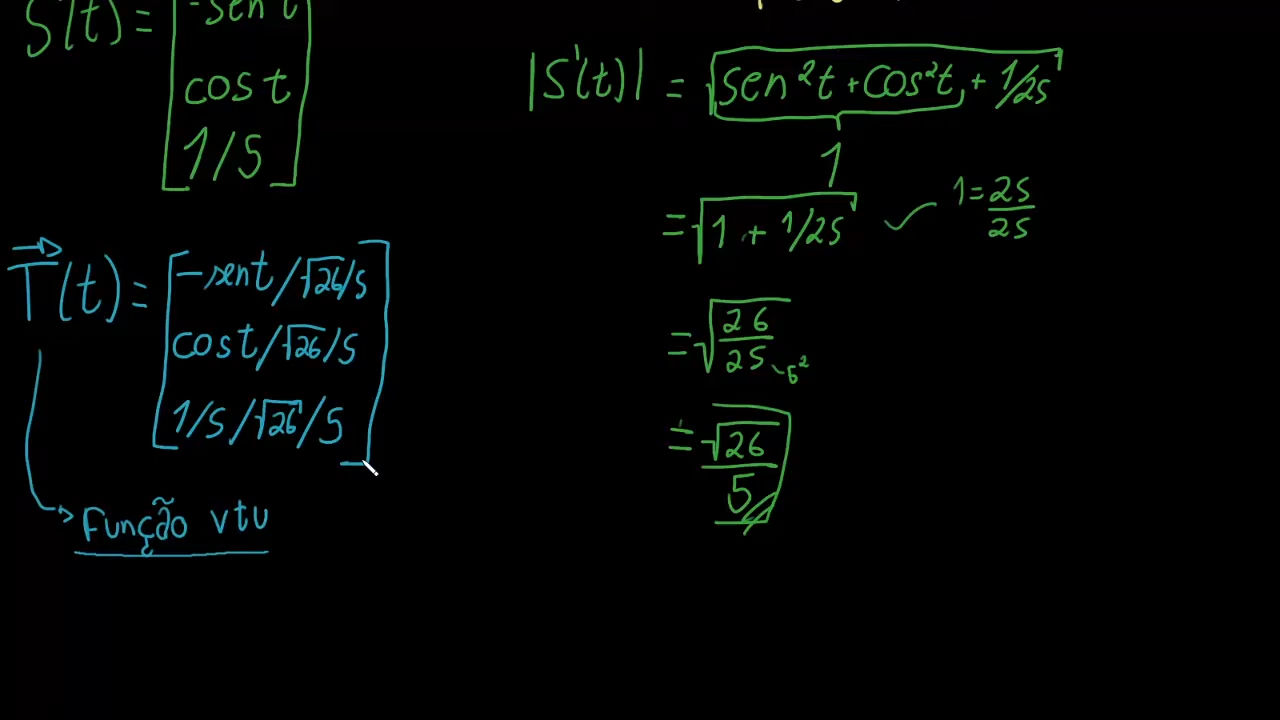 S'(t) = [-sen t
cos t
1/5]
|S'(t)| = √sen²t + cos²t + 1/25
1
= √1 + 1/25 ✓ 1 = 25/25
= √26/25 5²
= √26/5
T(t) = [-sent/√26/5
cost/√26/5
1/5/√26/5]
Função vtu